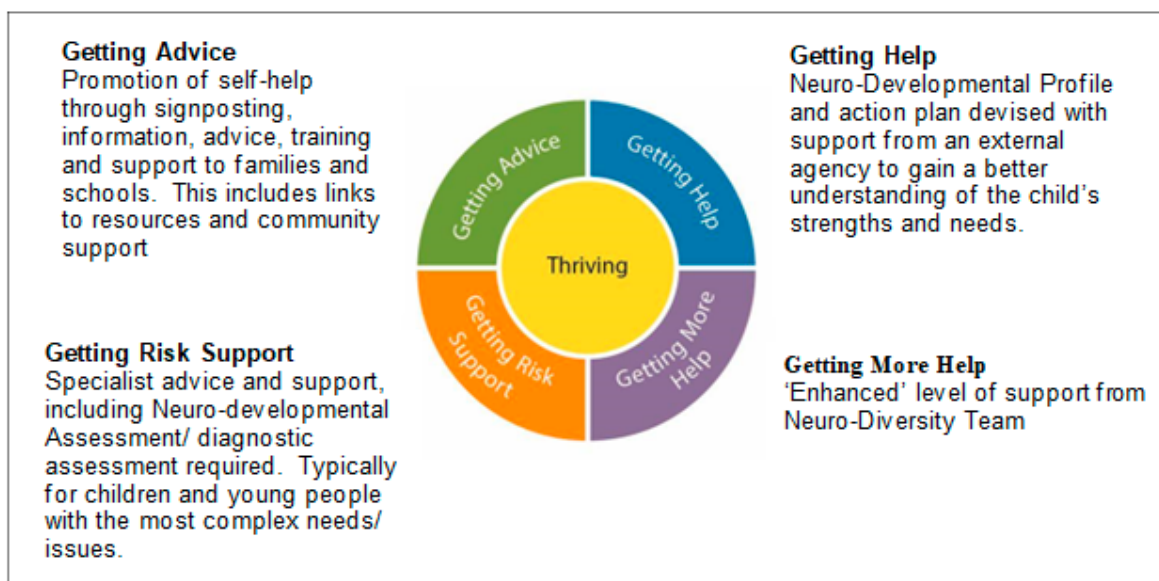 Getting Advice
Promotion of self-help
through signposting,
information, advice, training
and support to families and
schools.  This includes links
to resources and community
support
Getting Help
Neuro-Developmental Profile
and action plan devised with
support from an external
agency to gain a better
understanding of the child’s
strengths and needs.
Getting Advice
Getting Help
Thriving
Getting Risk
Support
Getting More
Help
Getting Risk Support
Specialist advice and support,
including Neuro-developmental
Assessment/ diagnostic
assessment required.  Typically
for children and young people
with the most complex needs/
issues.
Getting More Help
‘Enhanced’ level of support from
Neuro-Diversity Team